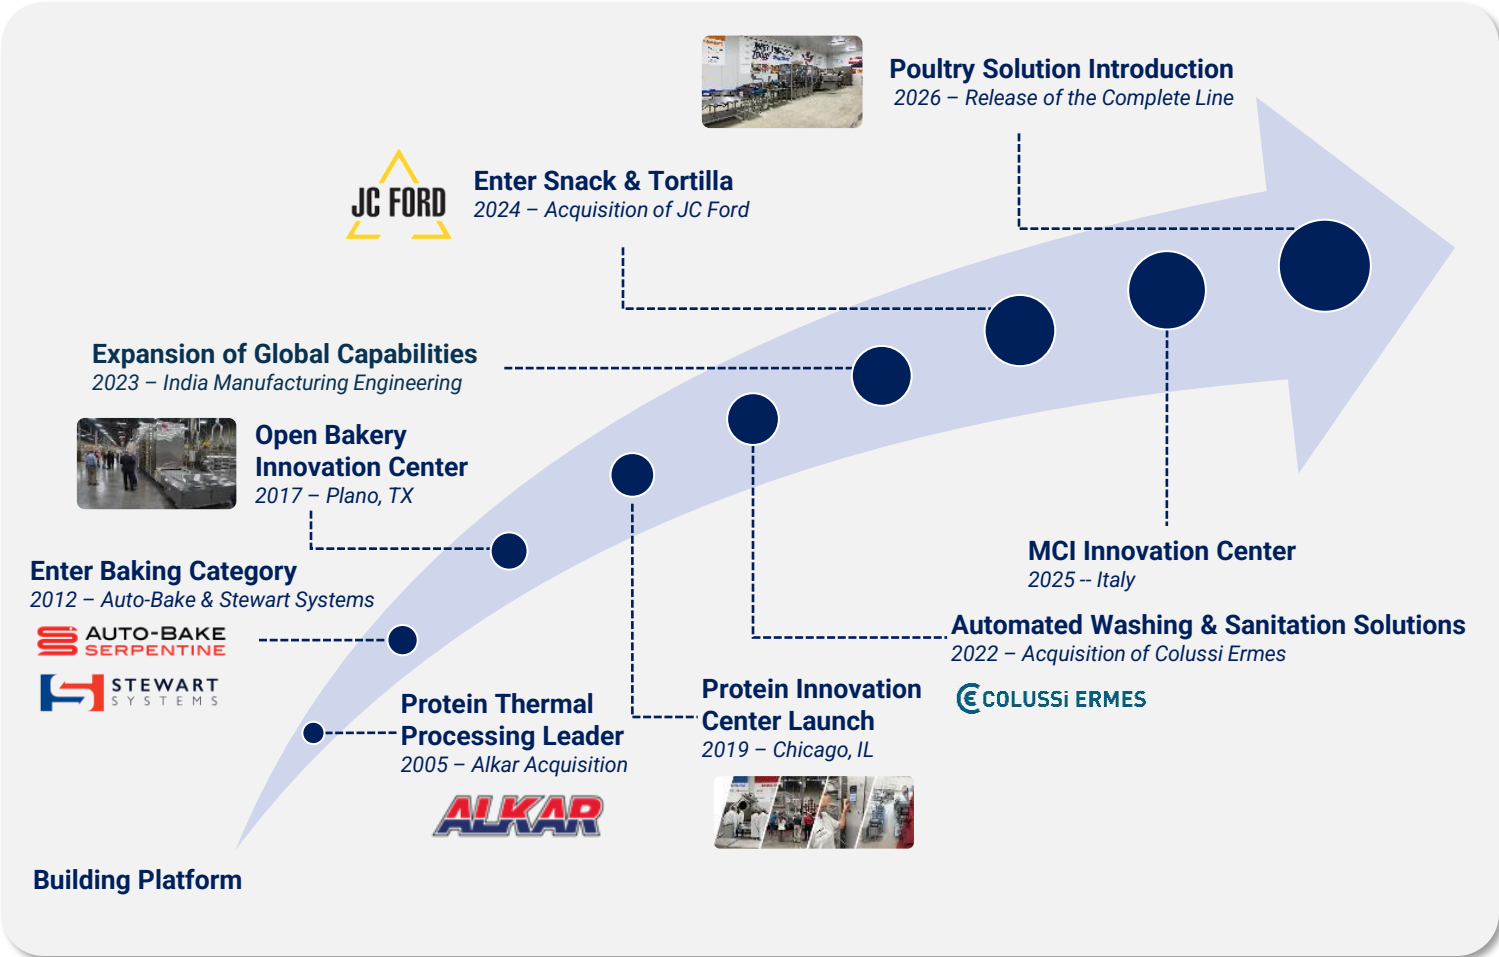 Poultry Solution Introduction
2026 – Release of the Complete Line
JC FORD
Enter Snack & Tortilla
2024 – Acquisition of JC Ford
Expansion of Global Capabilities
2023 – India Manufacturing Engineering
Open Bakery
Innovation Center
2017 – Plano, TX
Enter Baking Category
2012 – Auto-Bake & Stewart Systems
AUTO-BAKE
SERPENTINE
STEWART
SYSTEMS
MCI Innovation Center
2025 -- Italy
Automated Washing & Sanitation Solutions
2022 – Acquisition of Colussi Ermes
COLUSSi ERMES
Protein Thermal
Processing Leader
2005 – Alkar Acquisition
ALKAR
Protein Innovation
Center Launch
2019 – Chicago, IL
Building Platform